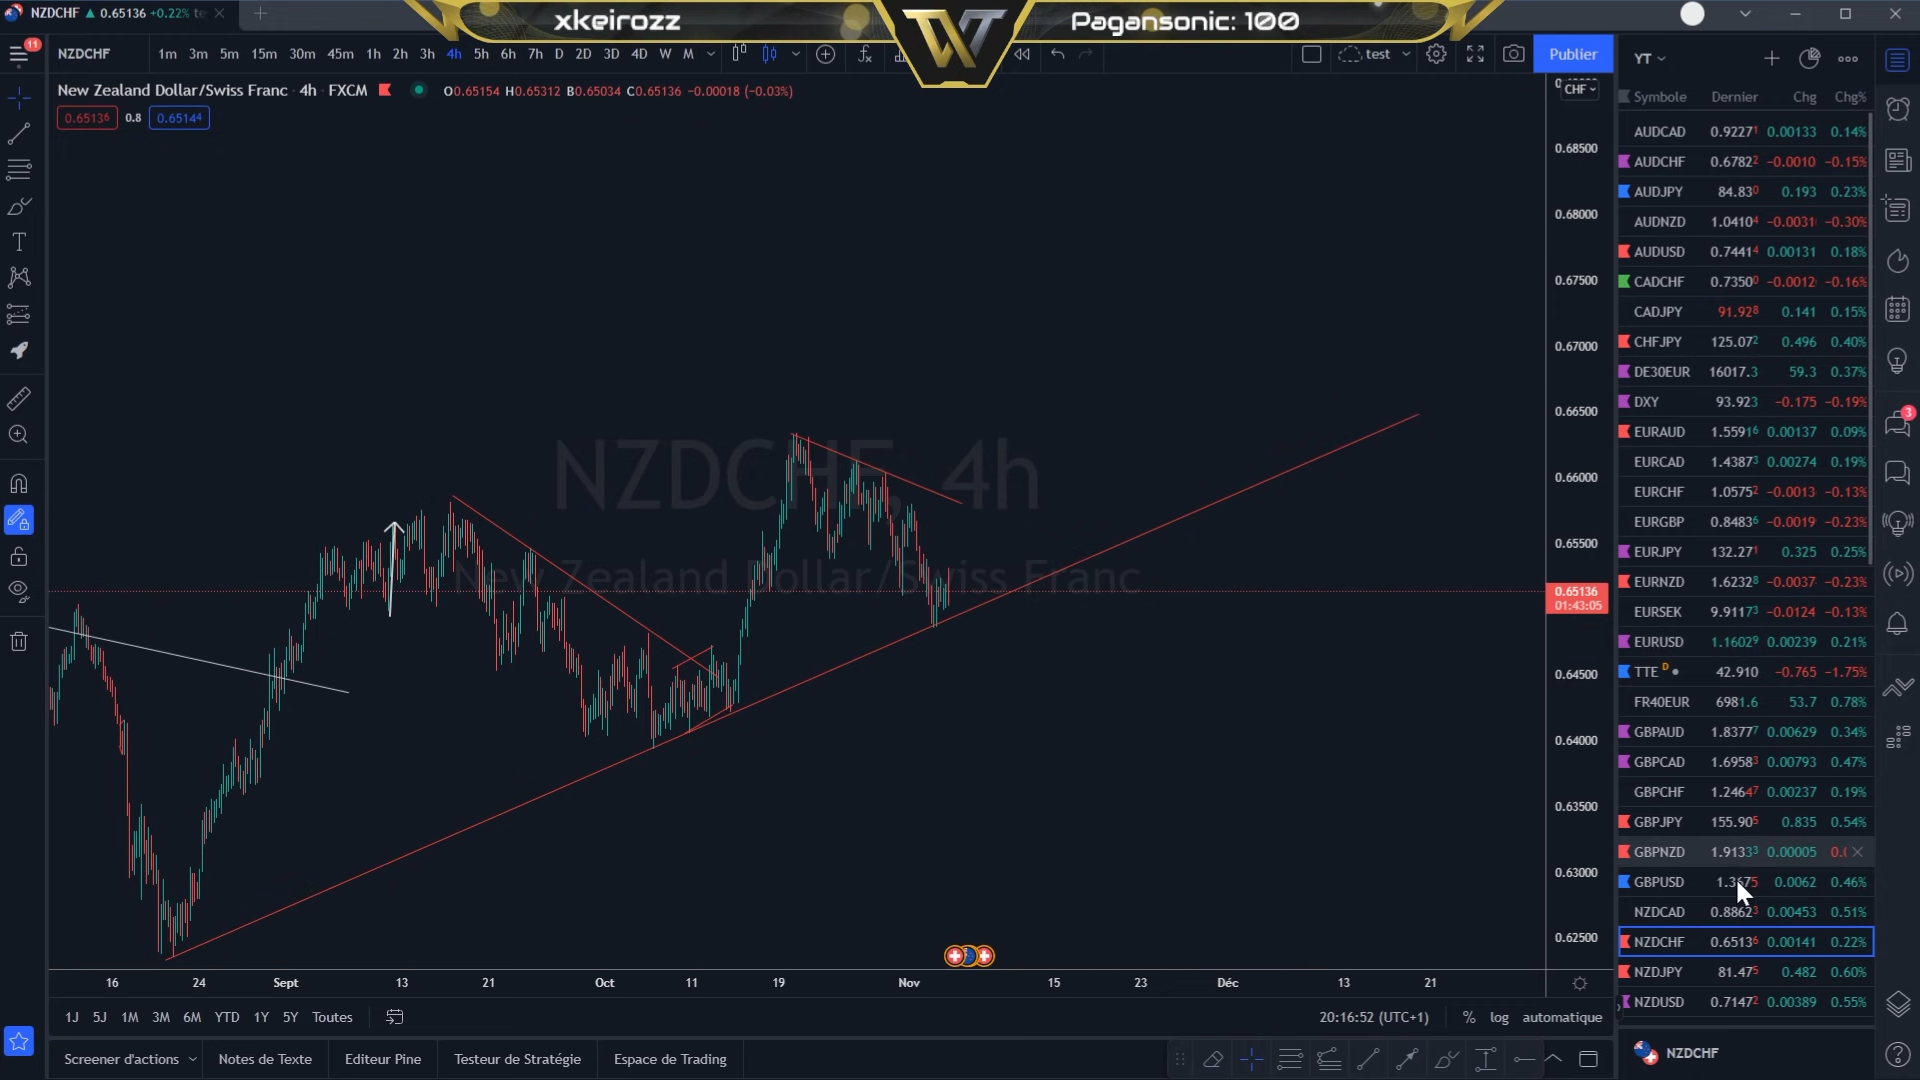 NZDCHF ▲ 0.65136 +0.22% te
xkeirozz
Pagansonic: 100
11
NZDCHF 1m 3m 5m 15m 30m 45m 1h 2h 3h 4h 5h 6h 7h D 2D 3D 4D W M
test
Publier
YT
New Zealand Dollar/Swiss Franc 4h FXCM O0.65154 H0.65312 B0.65034 C0.65136 -0.00018 (-0.03%)
0.65136 0.8 0.65144
CHF
Symbole Dernier Chg Chg%
AUDCAD 0.92271 0.00133 0.14%
AUDCHF 0.67822 -0.0010 -0.15%
AUDJPY 84.830 0.193 0.23%
AUDNZD 1.04104 -0.0031 -0.30%
AUDUSD 0.74414 0.00131 0.18%
CADCHF 0.73500 -0.0012 -0.16%
CADJPY 91.928 0.141 0.15%
CHFJPY 125.072 0.496 0.40%
DE30EUR 16017.3 59.3 0.37%
DXY 93.923 -0.175 -0.19%
EURAUD 1.55916 0.00137 0.09%
EURCAD 1.43873 0.00274 0.19%
EURCHF 1.05752 -0.0013 -0.13%
EURGBP 0.84836 -0.0019 -0.23%
EURJPY 132.271 0.325 0.25%
EURNZD 1.62328 -0.0037 -0.23%
EURSEK 9.91173 -0.0124 -0.13%
EURUSD 1.16029 0.00239 0.21%
TTE D 42.910 -0.765 -1.75%
FR40EUR 6981.6 53.7 0.78%
GBPAUD 1.83777 0.00629 0.34%
GBPCAD 1.69583 0.00793 0.47%
GBPCHF 1.24647 0.00237 0.19%
GBPJPY 155.905 0.835 0.54%
GBPNZD 1.91333 0.00005
GBPUSD 0.0062 0.46%
NZDCAD 0.88623 0.00453 0.51%
NZDCHF 0.65136 0.00141 0.22%
NZDJPY 81.475 0.482 0.60%
NZDUSD 0.71472 0.00389 0.55%
NZDCHF
3
0.68500
0.68000
0.67500
0.67000
0.66500
0.66000
0.65500
0.65136
01:43:05
0.64500
0.64000
0.63500
0.63000
0.62500
NZDCHF, 4h
New Zealand Dollar/Swiss Franc
16 24 Sept 13 21 Oct 11 19 Nov 15 23 Déc 13 21
1J 5J 1M 3M 6M YTD 1Y 5Y Toutes
20:16:52 (UTC+1) % log automatique
Screener d'actions Notes de Texte Editeur Pine Testeur de Stratégie Espace de Trading